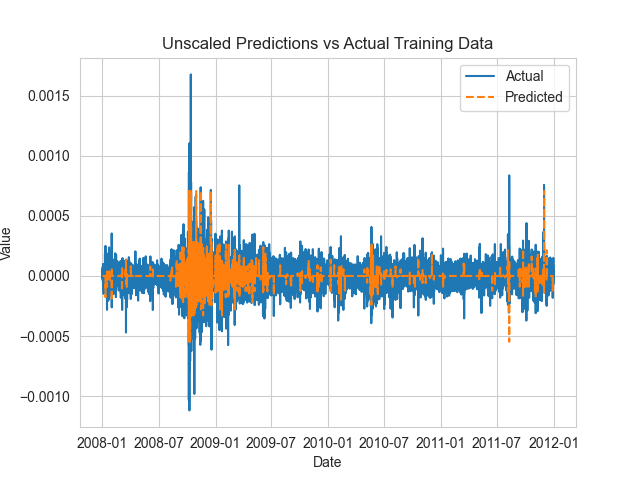 Unscaled Predictions vs Actual Training Data
Actual
Predicted
0.0015
0.0010
0.0005
0.0000
−0.0005
−0.0010
Value
2008-01 2008-07 2009-01 2009-07 2010-01 2010-07 2011-01 2011-07 2012-01
Date